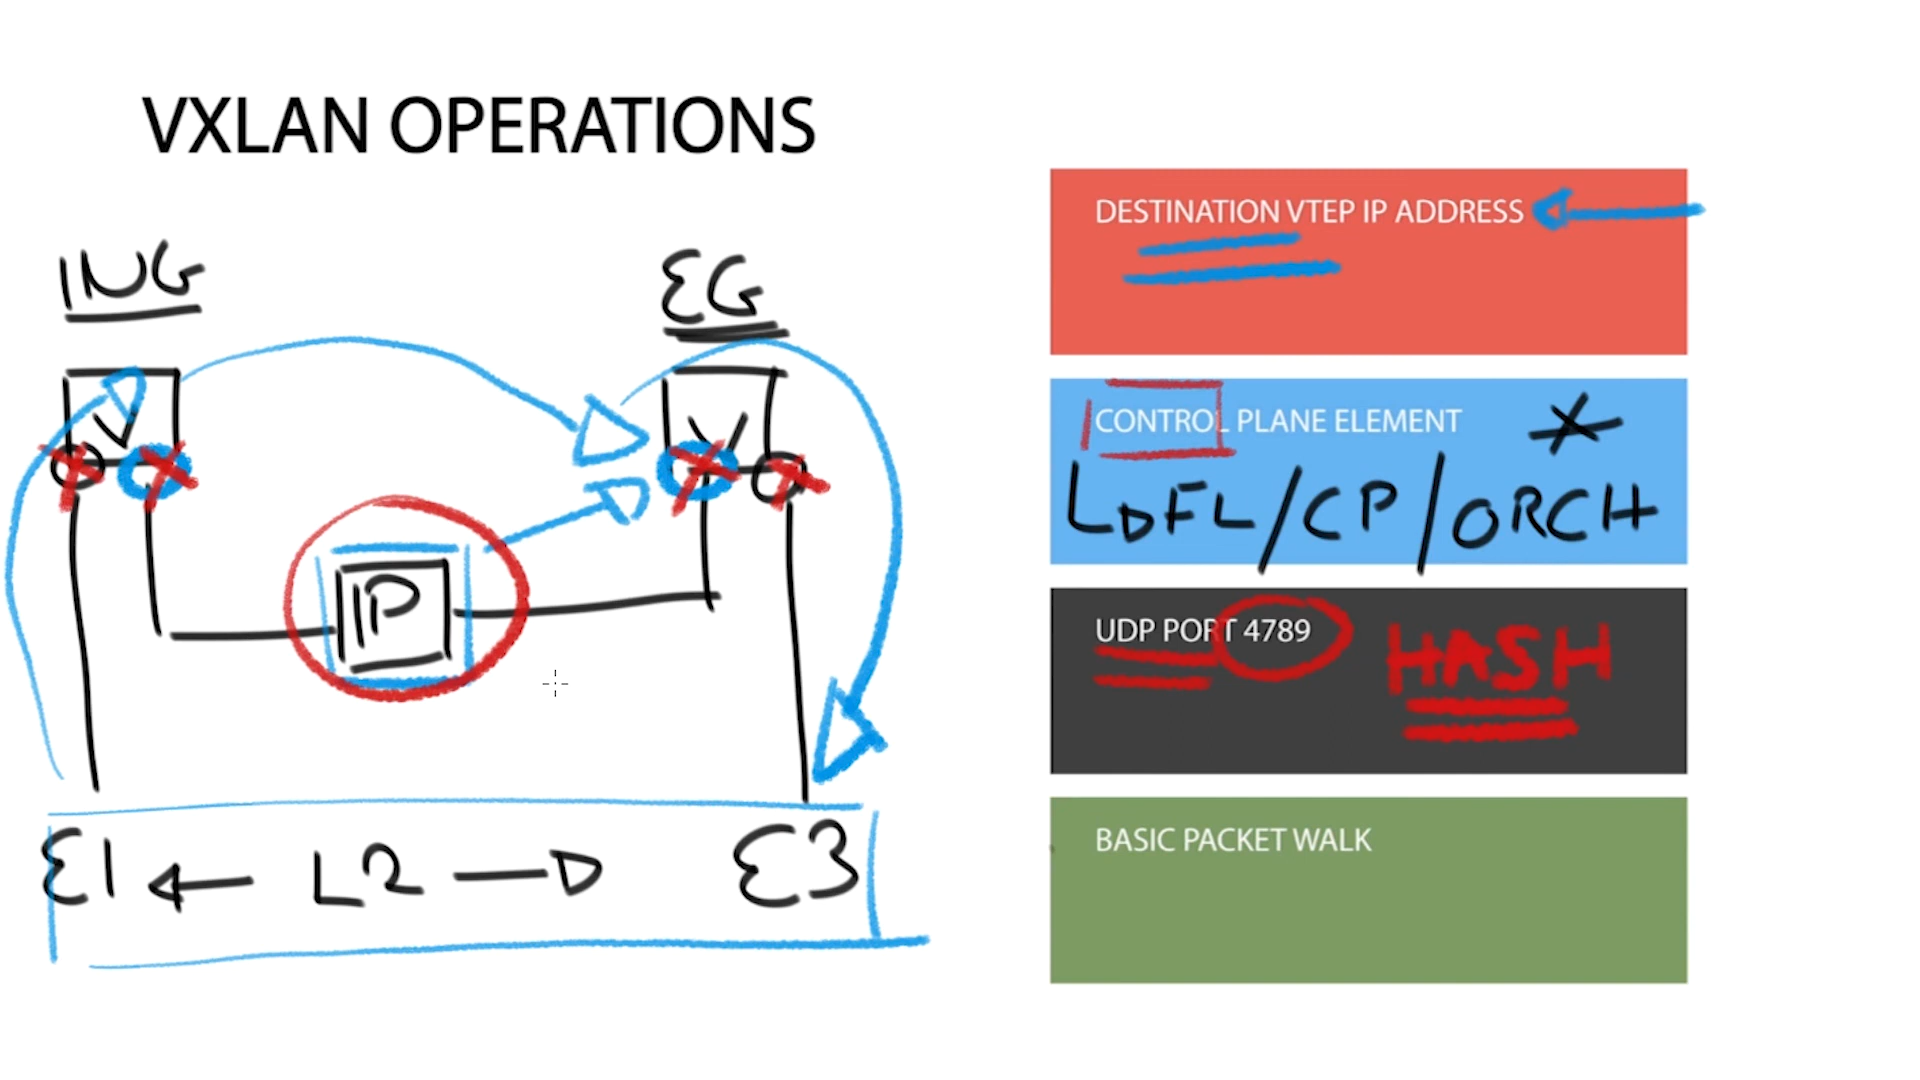 VXLAN OPERATIONS
ING
EG
V
V
IP
E1 L2 E3
DESTINATION VTEP IP ADDRESS
CONTROL PLANE ELEMENT
LDFL/CP/ORCH
UDP PORT 4789
HASH
BASIC PACKET WALK